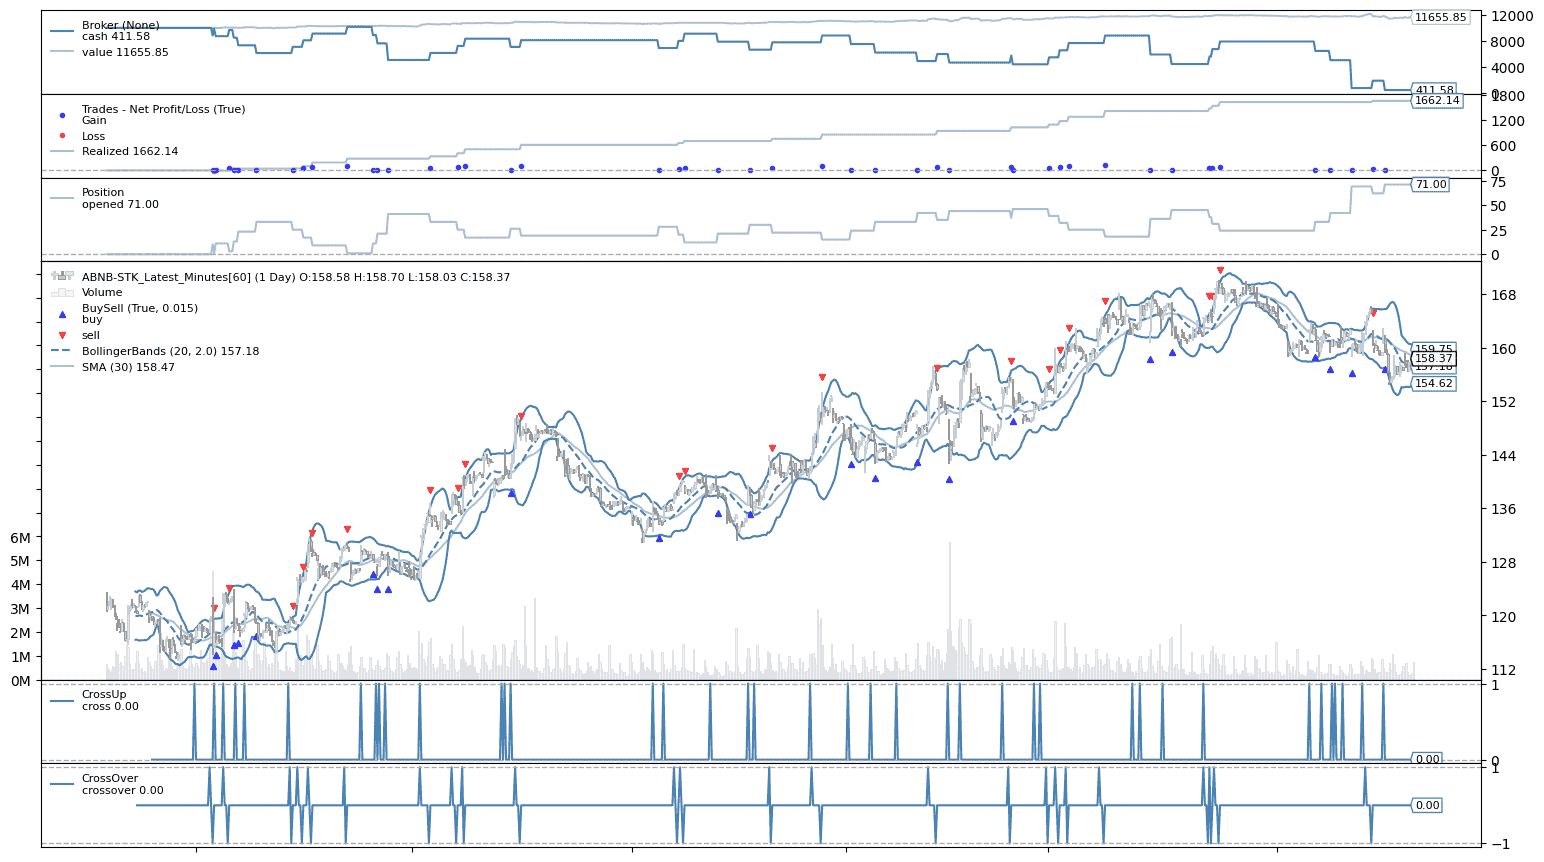 Broker (None)
cash 411.58
value 11655.85
11655.85
12000
8000
4000
0
411.58
Trades - Net Profit/Loss (True)
Gain
Loss
Realized 1662.14
1800
1662.14
1200
600
0
Position
opened 71.00
75
71.00
50
25
0
ABNB-STK_Latest_Minutes[60] (1 Day) O:158.58 H:158.70 L:158.03 C:158.37
Volume
BuySell (True, 0.015)
buy
sell
BollingerBands (20, 2.0) 157.18
SMA (30) 158.47
168
160
159.75
158.37
157.18
154.62
152
144
136
128
120
112
6M
5M
4M
3M
2M
1M
0M
CrossUp
cross 0.00
1
0.00
0
CrossOver
crossover 0.00
1
0.00
−1